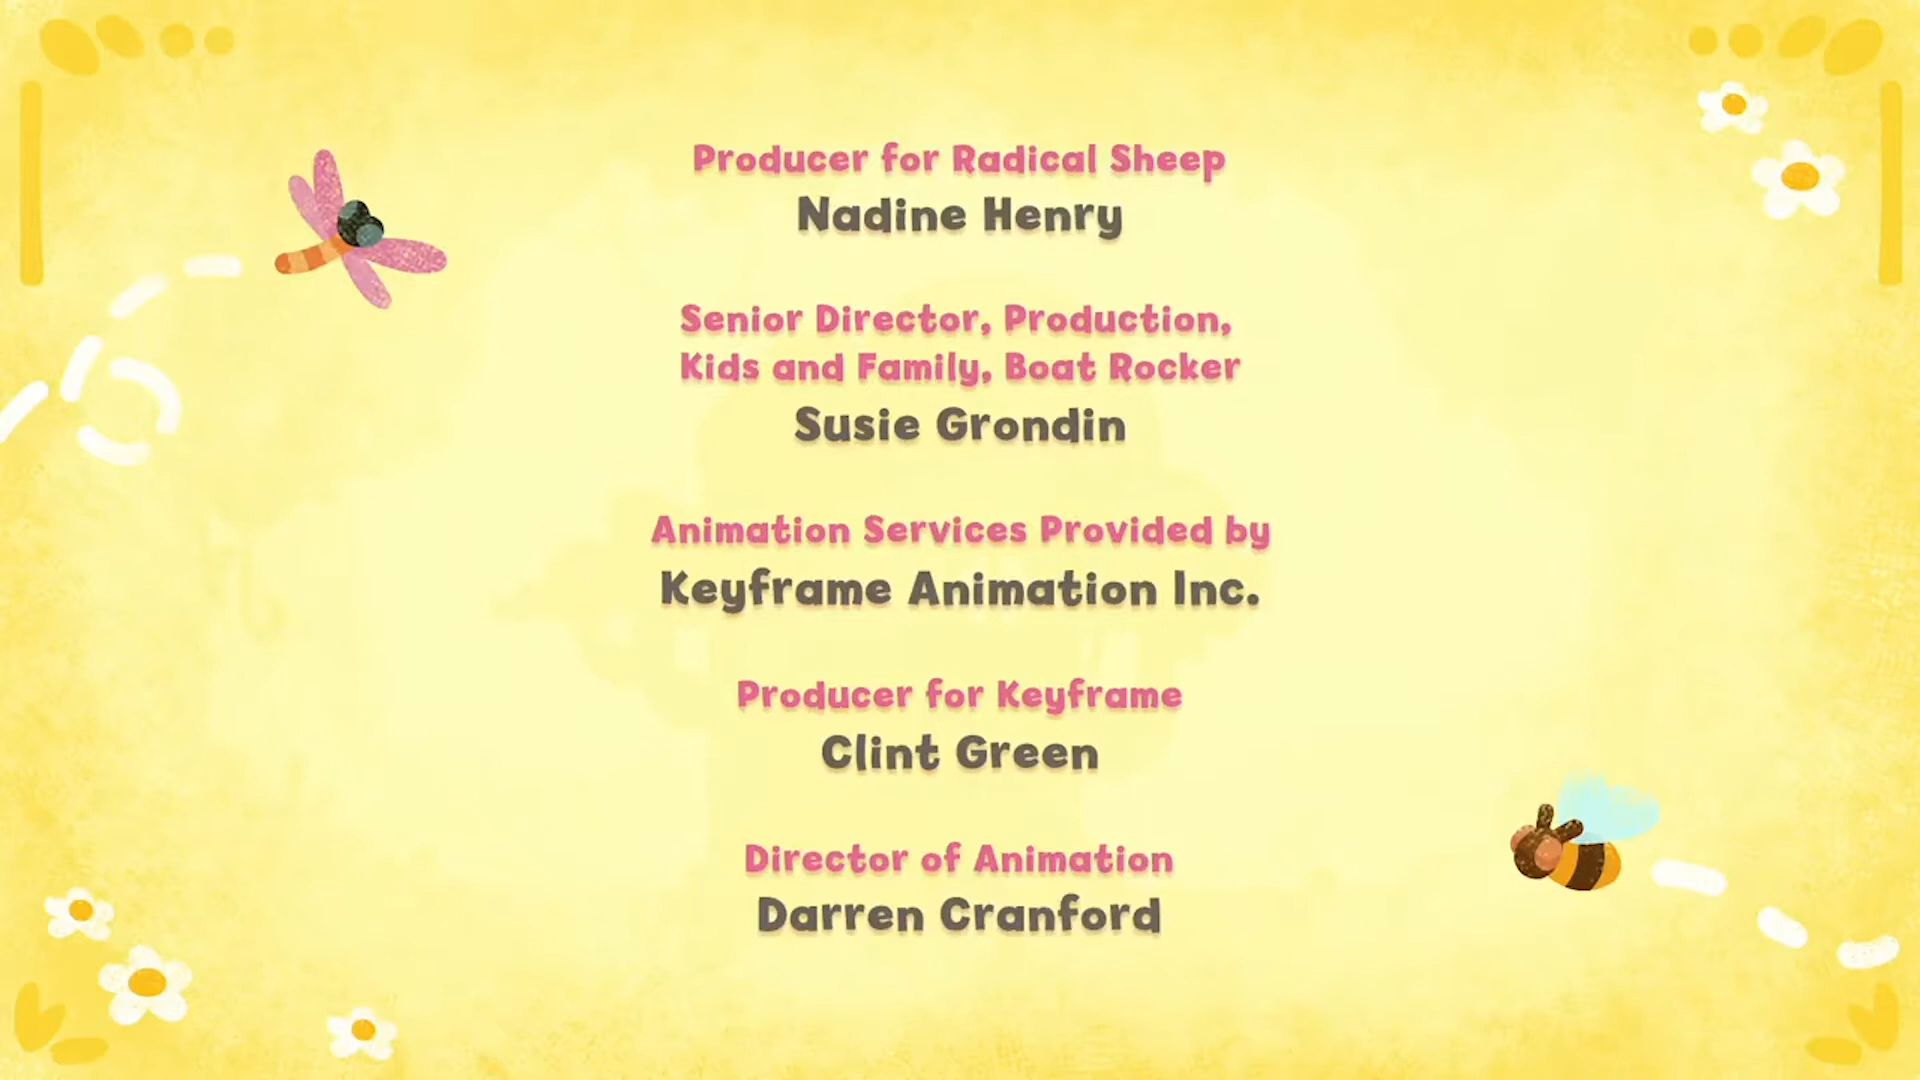 Producer for Radical Sheep
Nadine Henry
Senior Director, Production,
Kids and Family, Boat Rocker
Susie Grondin
Animation Services Provided by
Keyframe Animation Inc.
Producer for Keyframe
Clint Green
Director of Animation
Darren Cranford